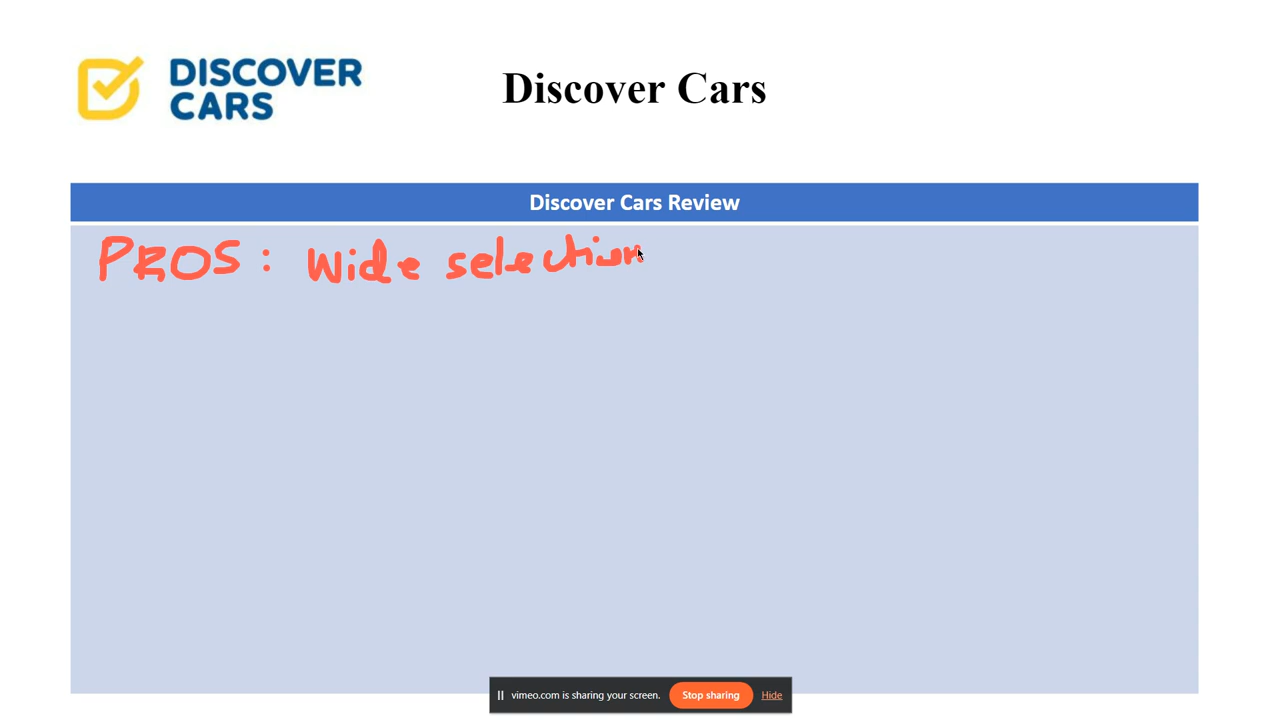 DISCOVER
CARS
Discover Cars
Discover Cars Review
PROS : Wide selection
vimeo.com is sharing your screen. Stop sharing Hide